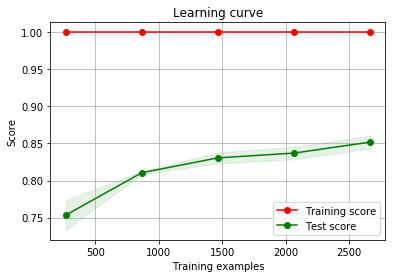 Learning curve
1.00
0.95
0.90
0.85
0.80
0.75
Score
500
1000
1500
2000
2500
Training examples
Training score
Test score